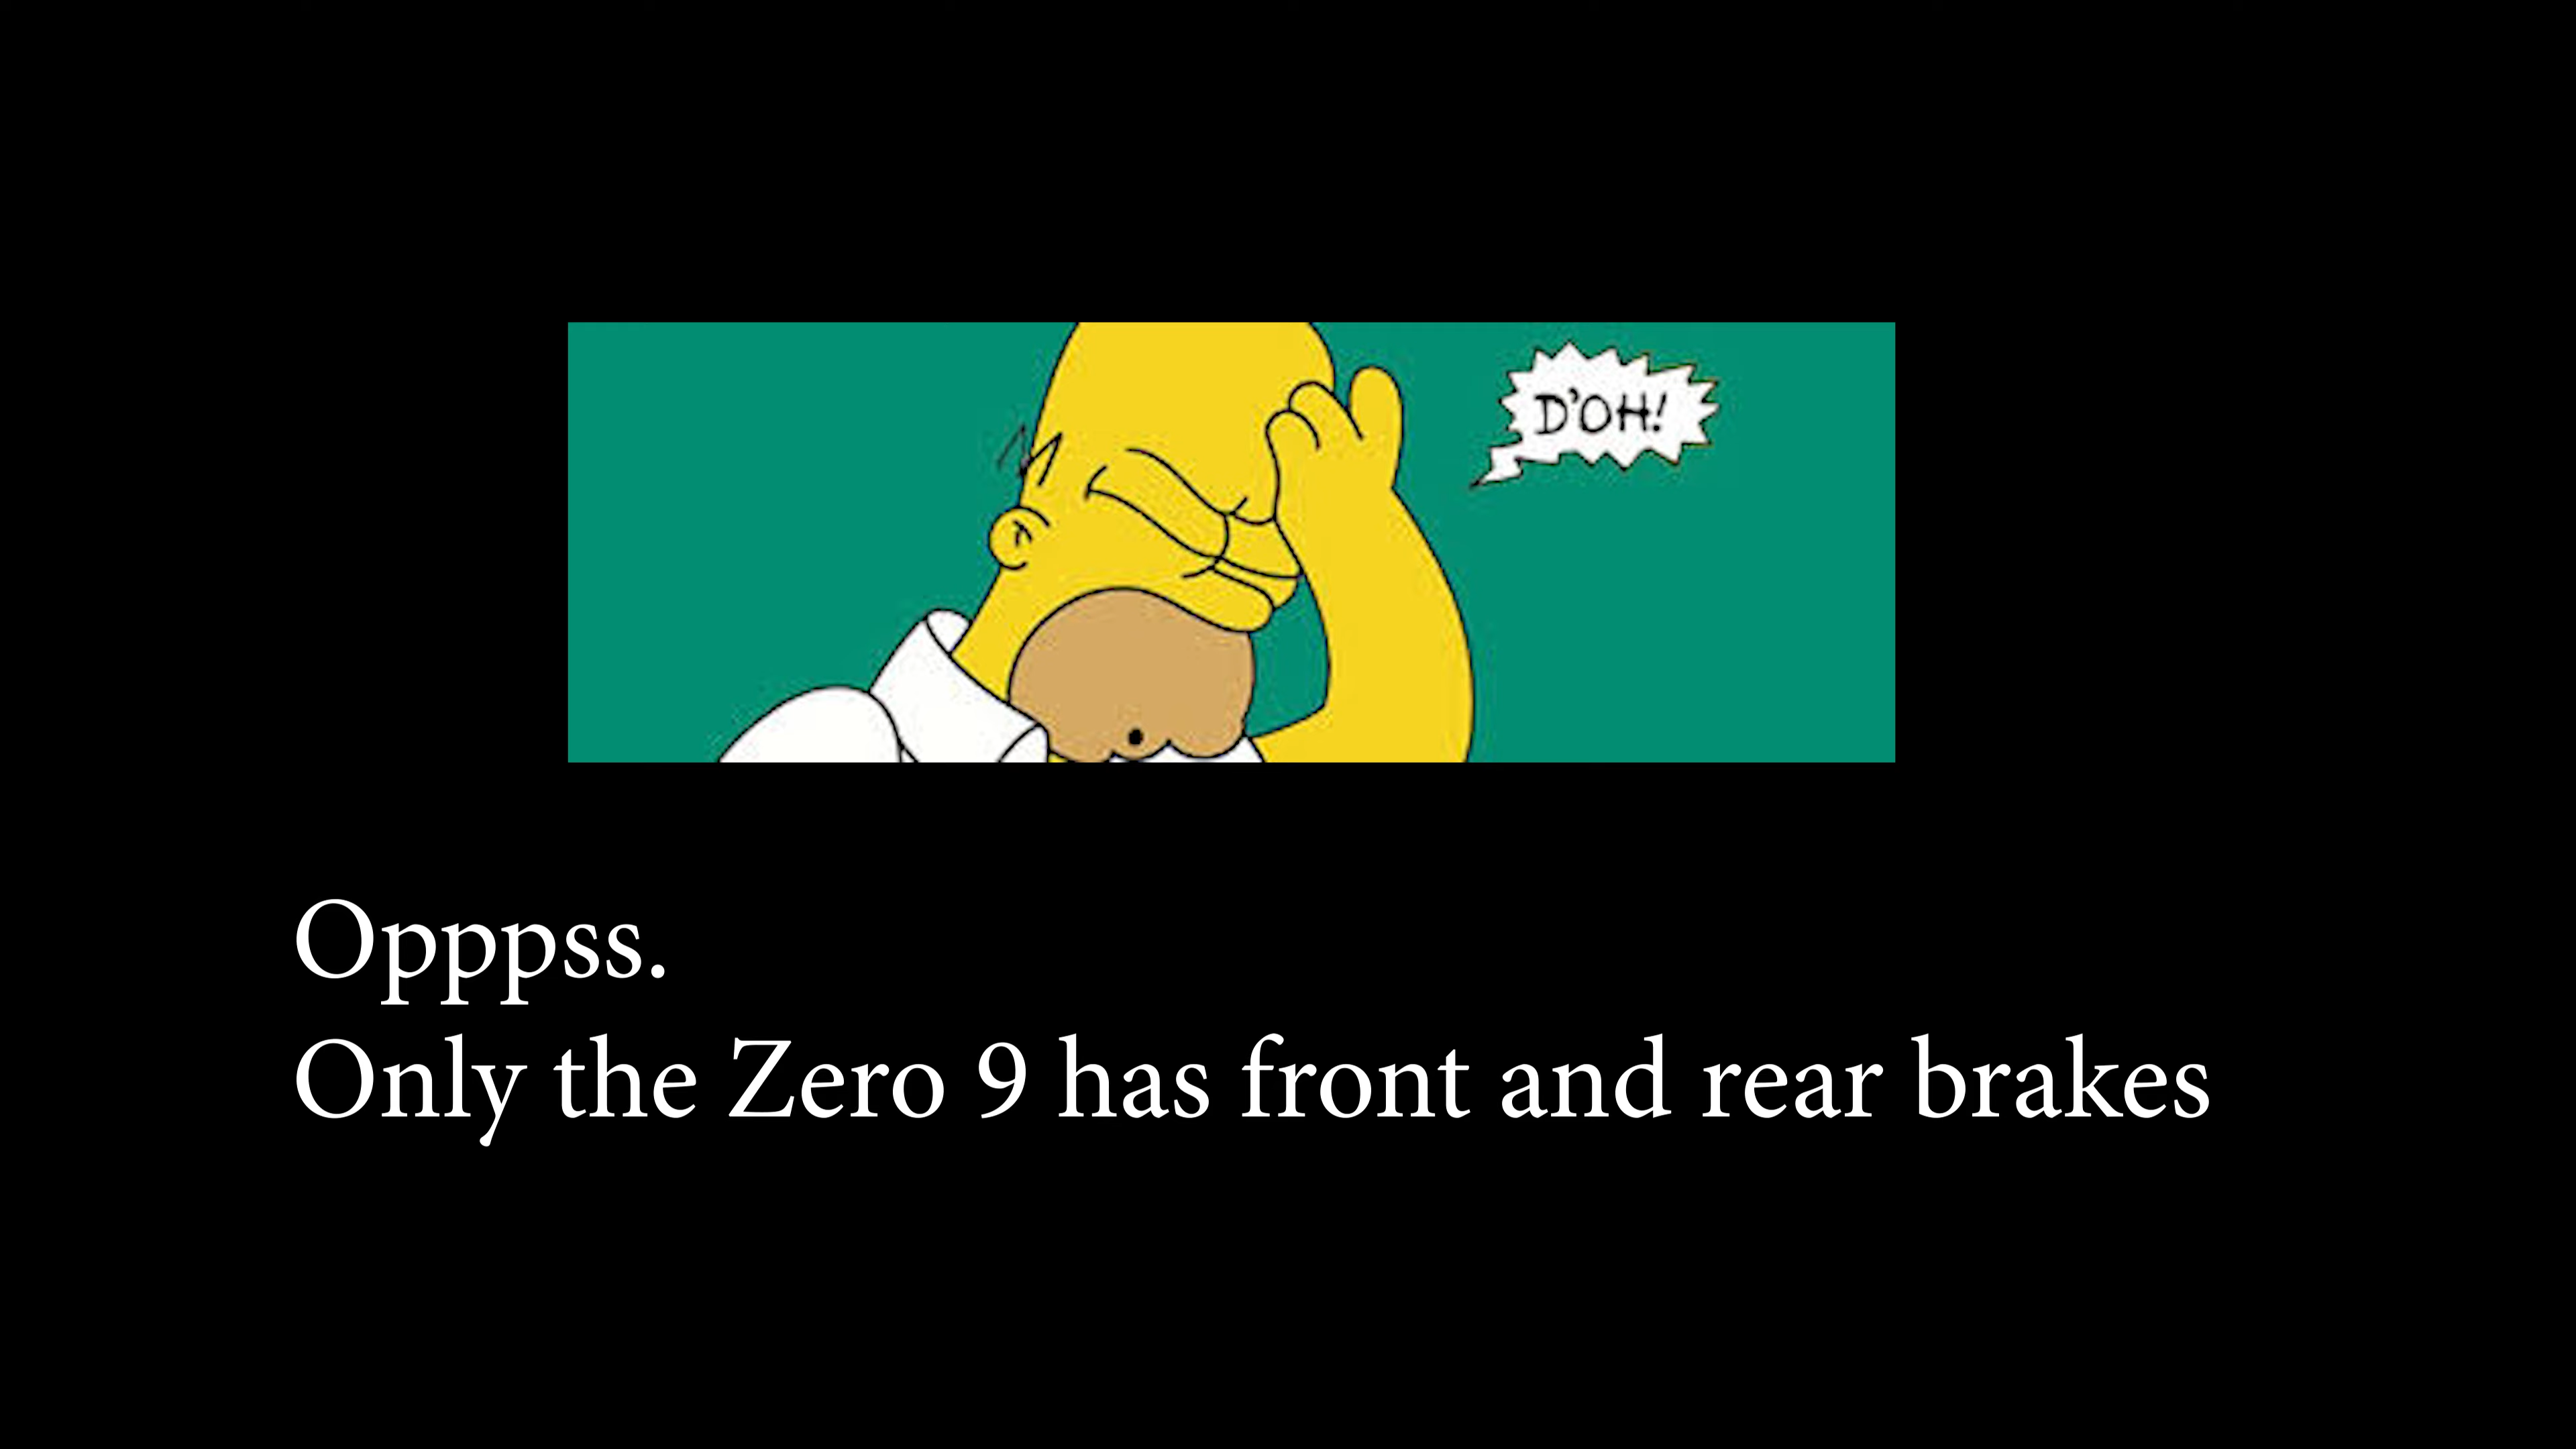 D'OH!
Opppss.
Only the Zero 9 has front and rear brakes